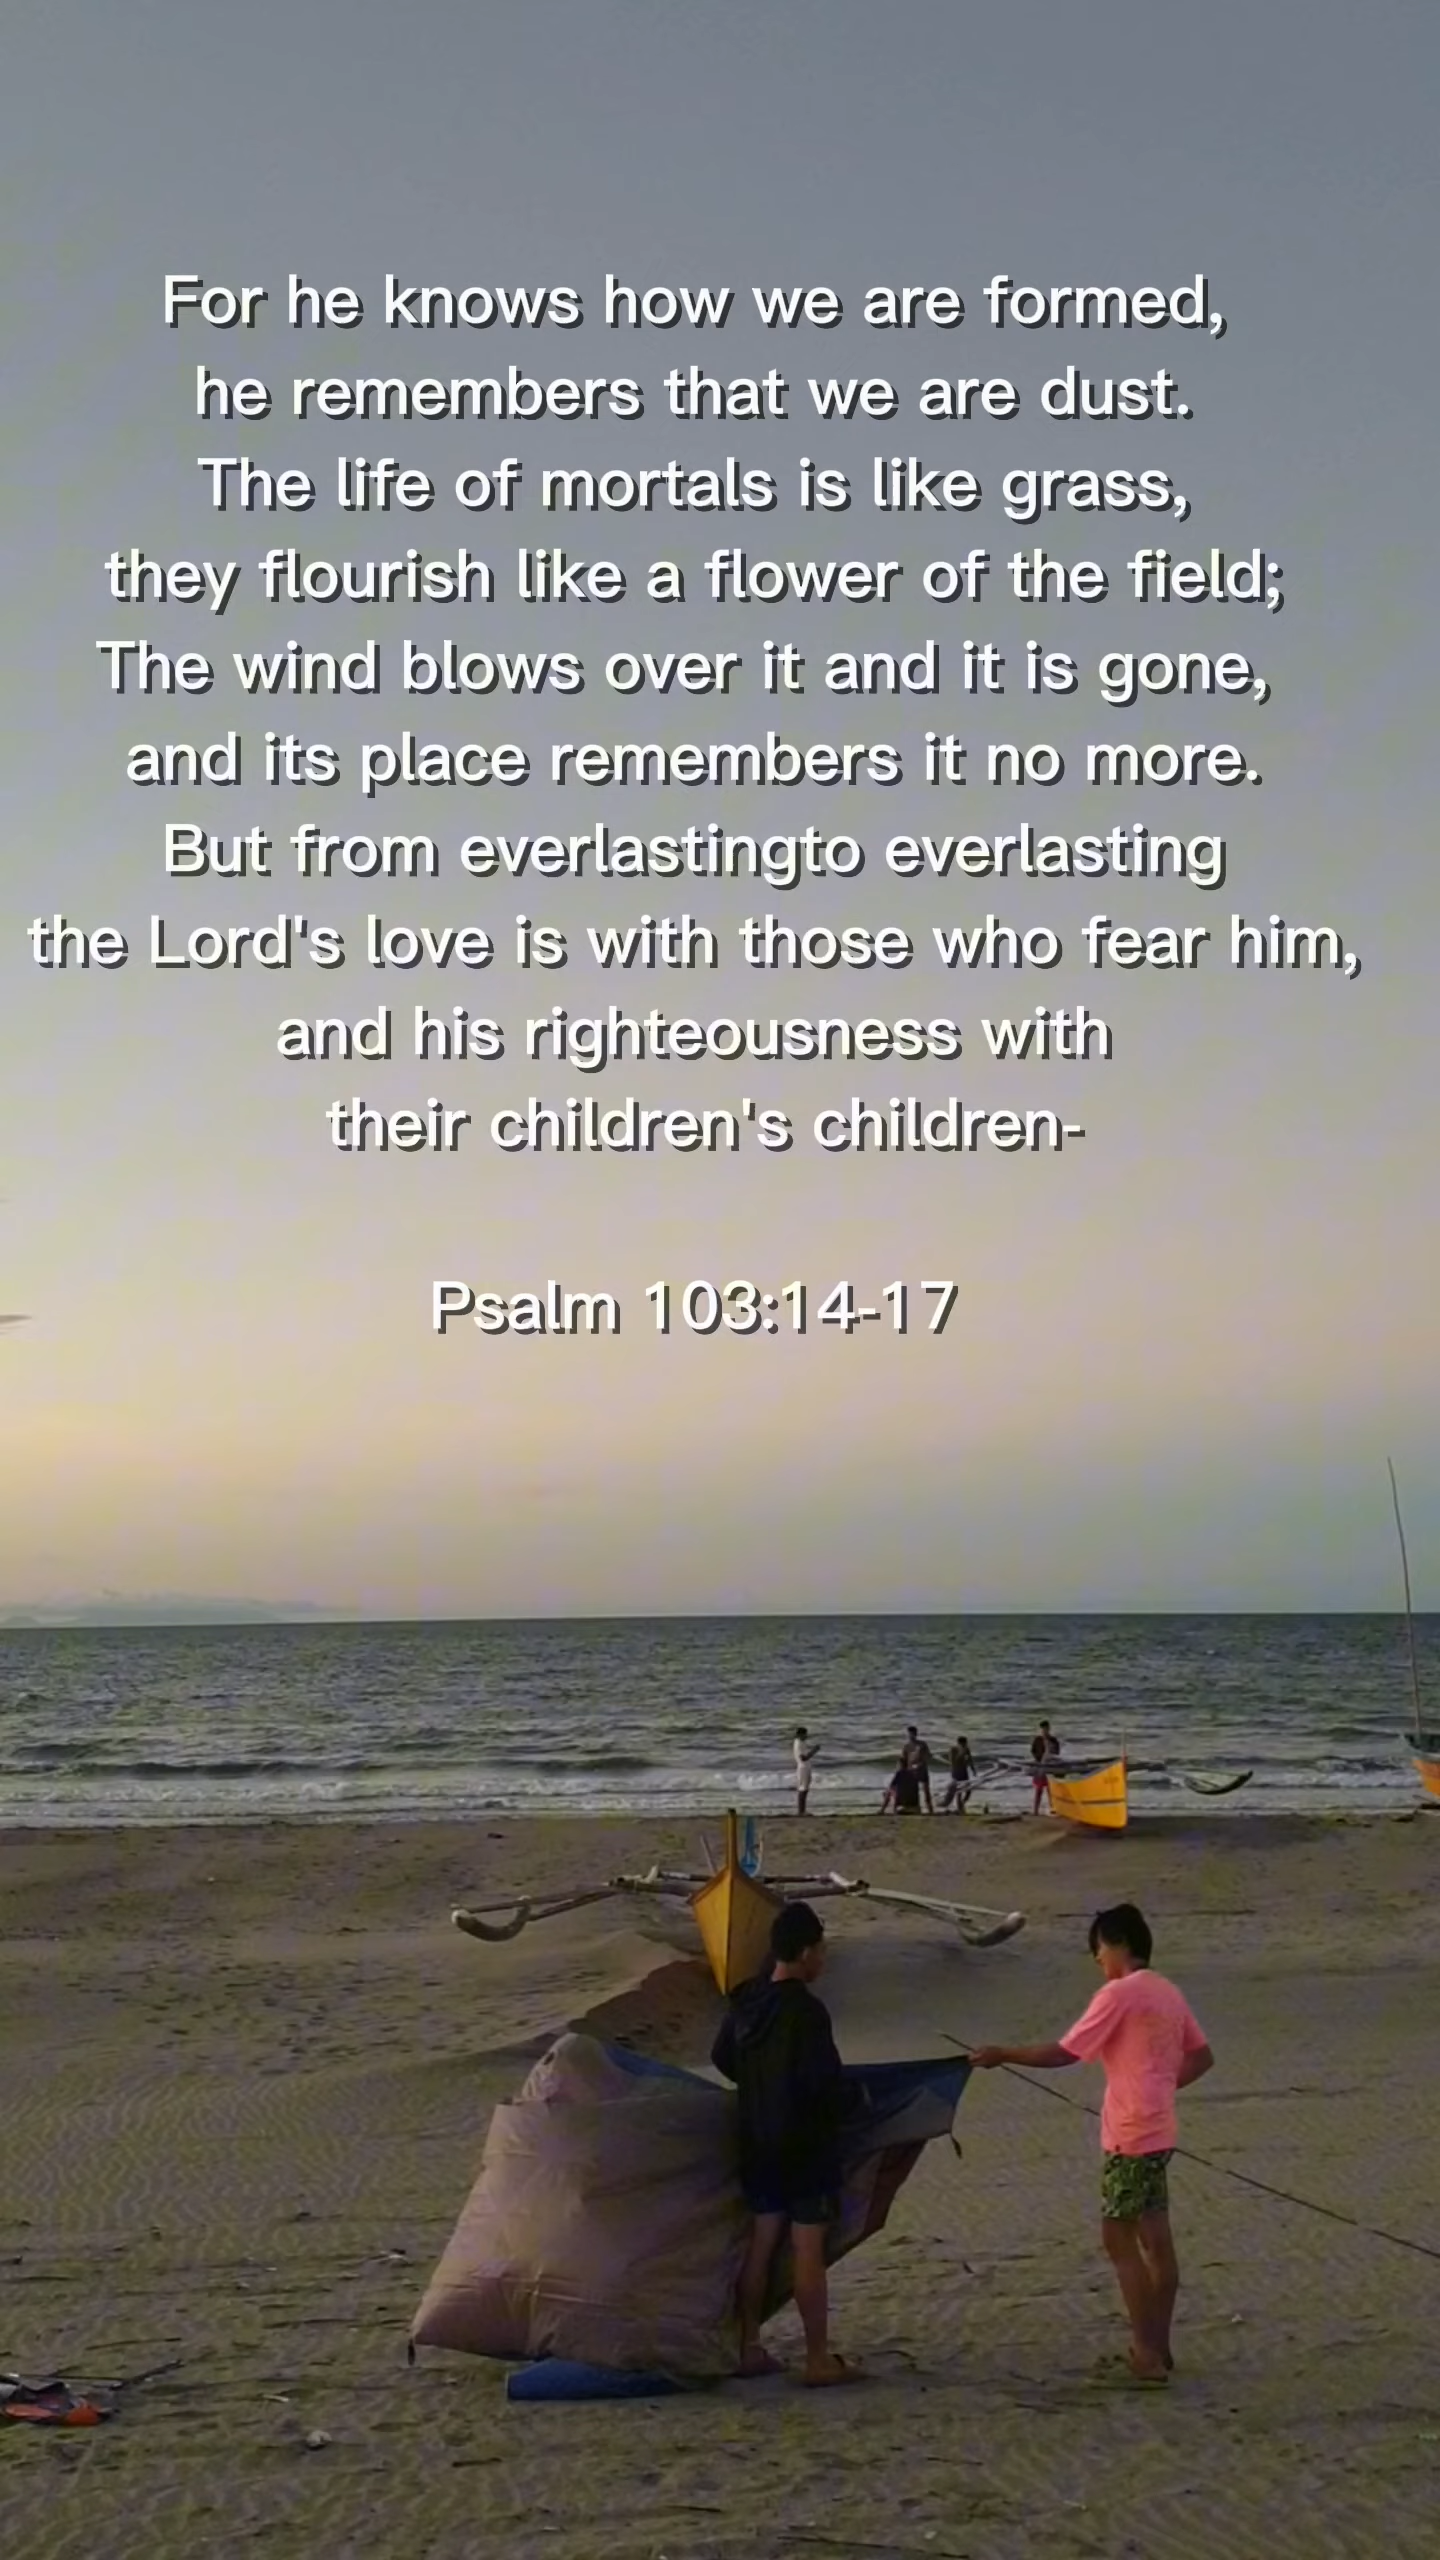 For he knows how we are formed,
he remembers that we are dust.
The life of mortals is like grass,
they flourish like a flower of the field;
The wind blows over it and it is gone,
and its place remembers it no more.
But from everlastingto everlasting
the Lord's love is with those who fear him,
and his righteousness with
their children's children-
Psalm 103:14-17